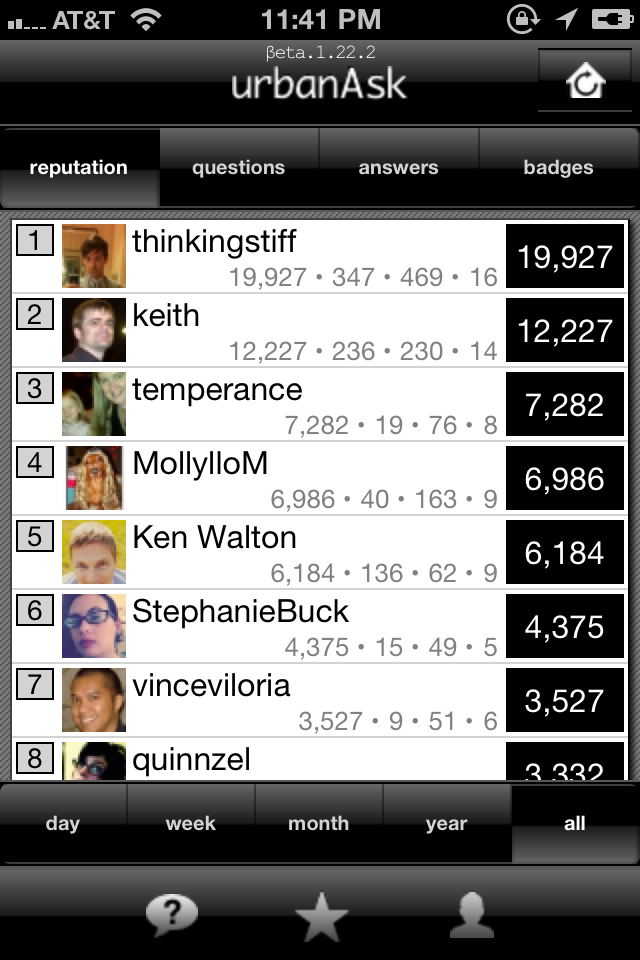 AT&T 11:41 PM
βeta.1.22.2
urbanAsk
reputation questions answers badges
1 thinkingstiff 19,927
19,927 • 347 • 469 • 16
2 keith 12,227
12,227 • 236 • 230 • 14
3 temperance 7,282
7,282 • 19 • 76 • 8
4 MollylloM 6,986
6,986 • 40 • 163 • 9
5 Ken Walton 6,184
6,184 • 136 • 62 • 9
6 StephanieBuck 4,375
4,375 • 15 • 49 • 5
7 vinceviloria 3,527
3,527 • 9 • 51 • 6
8 quinnzel 3,332
day week month year all
?